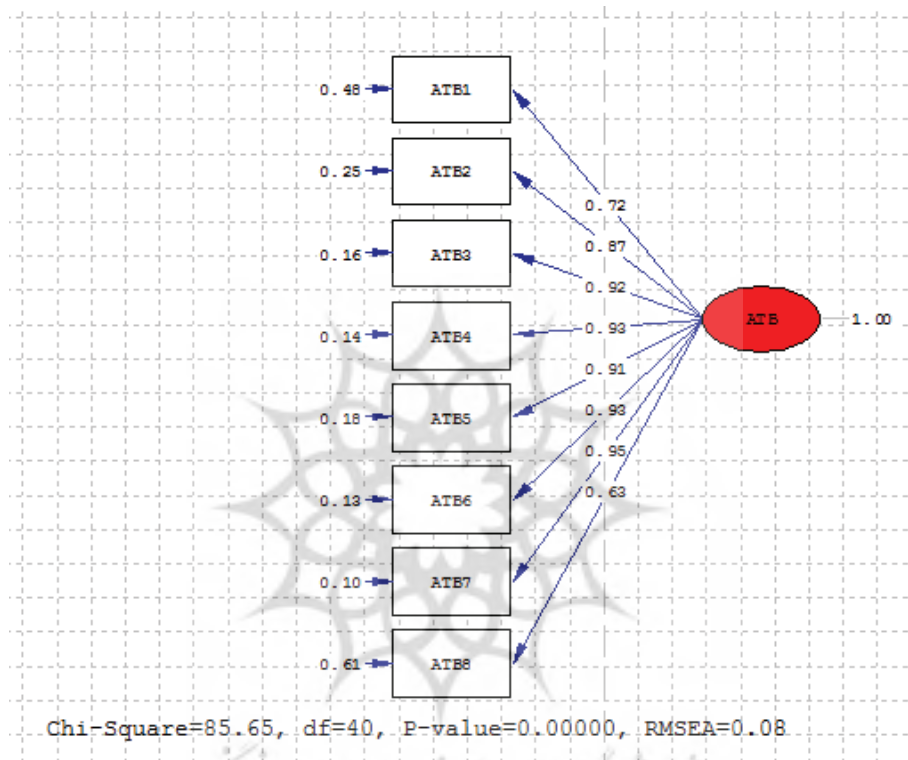 0.48 ATB1
0.72
0.25 ATB2
0.87
0.16 ATB3
0.92
ATB 1.00
0.14 ATB4
0.93
0.91
0.18 ATB5
0.93
0.95
0.13 ATB6
0.63
0.10 ATB7
0.61 ATB8
Chi-Square=85.65, df=40, P-value=0.00000, RMSEA=0.08